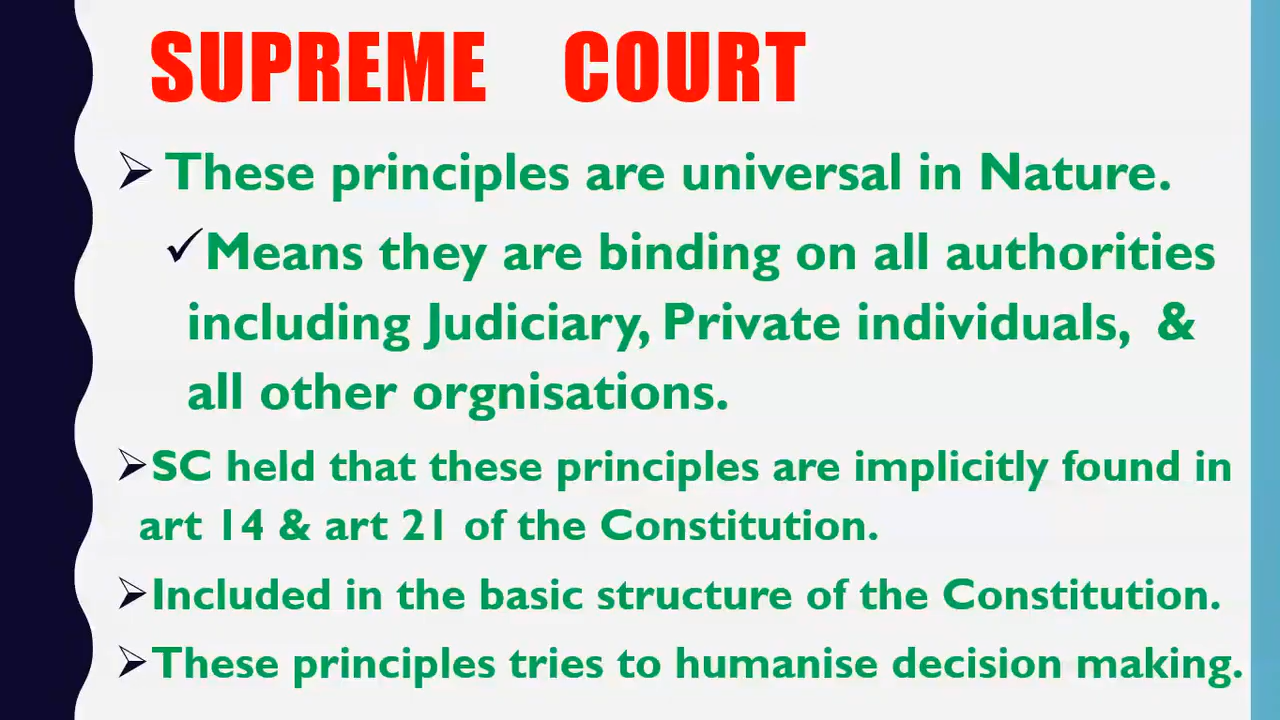 SUPREME COURT
➢ These principles are universal in Nature.
✓Means they are binding on all authorities
including Judiciary, Private individuals, &
all other orgnisations.
➢SC held that these principles are implicitly found in
art 14 & art 21 of the Constitution.
➢Included in the basic structure of the Constitution.
➢These principles tries to humanise decision making.